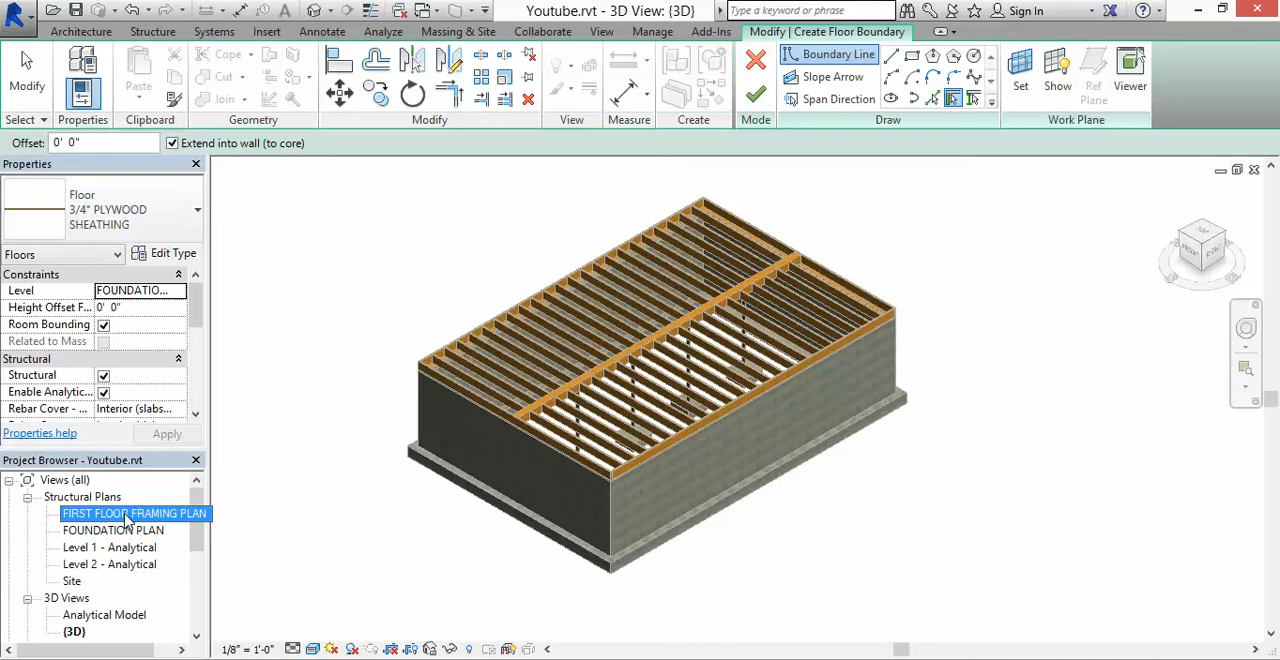 Youtube.rvt - 3D View: {3D}
Type a keyword or phrase
Sign In
Architecture
Structure
Systems
Insert
Annotate
Analyze
Massing & Site
Collaborate
View
Manage
Add-Ins
Modify | Create Floor Boundary
Modify
Select
Properties
Paste
Clipboard
Cope
Cut
Join
Geometry
Modify
View
Measure
Create
Mode
Boundary Line
Slope Arrow
Span Direction
Draw
Set
Show
Ref
Plane
Viewer
Work Plane
Offset: 0' 0"
Extend into wall (to core)
Properties
Floor
3/4" PLYWOOD
SHEATHING
Floors
Edit Type
Constraints
Level FOUNDATIO...
Height Offset F... 0' 0"
Room Bounding
Related to Mass
Structural
Structural
Enable Analytic...
Rebar Cover - ... Interior (slabs...
Properties help
Apply
Project Browser - Youtube.rvt
Views (all)
Structural Plans
FIRST FLOOR FRAMING PLAN
FOUNDATION PLAN
Level 1 - Analytical
Level 2 - Analytical
Site
3D Views
Analytical Model
{3D}
1/8" = 1'-0"